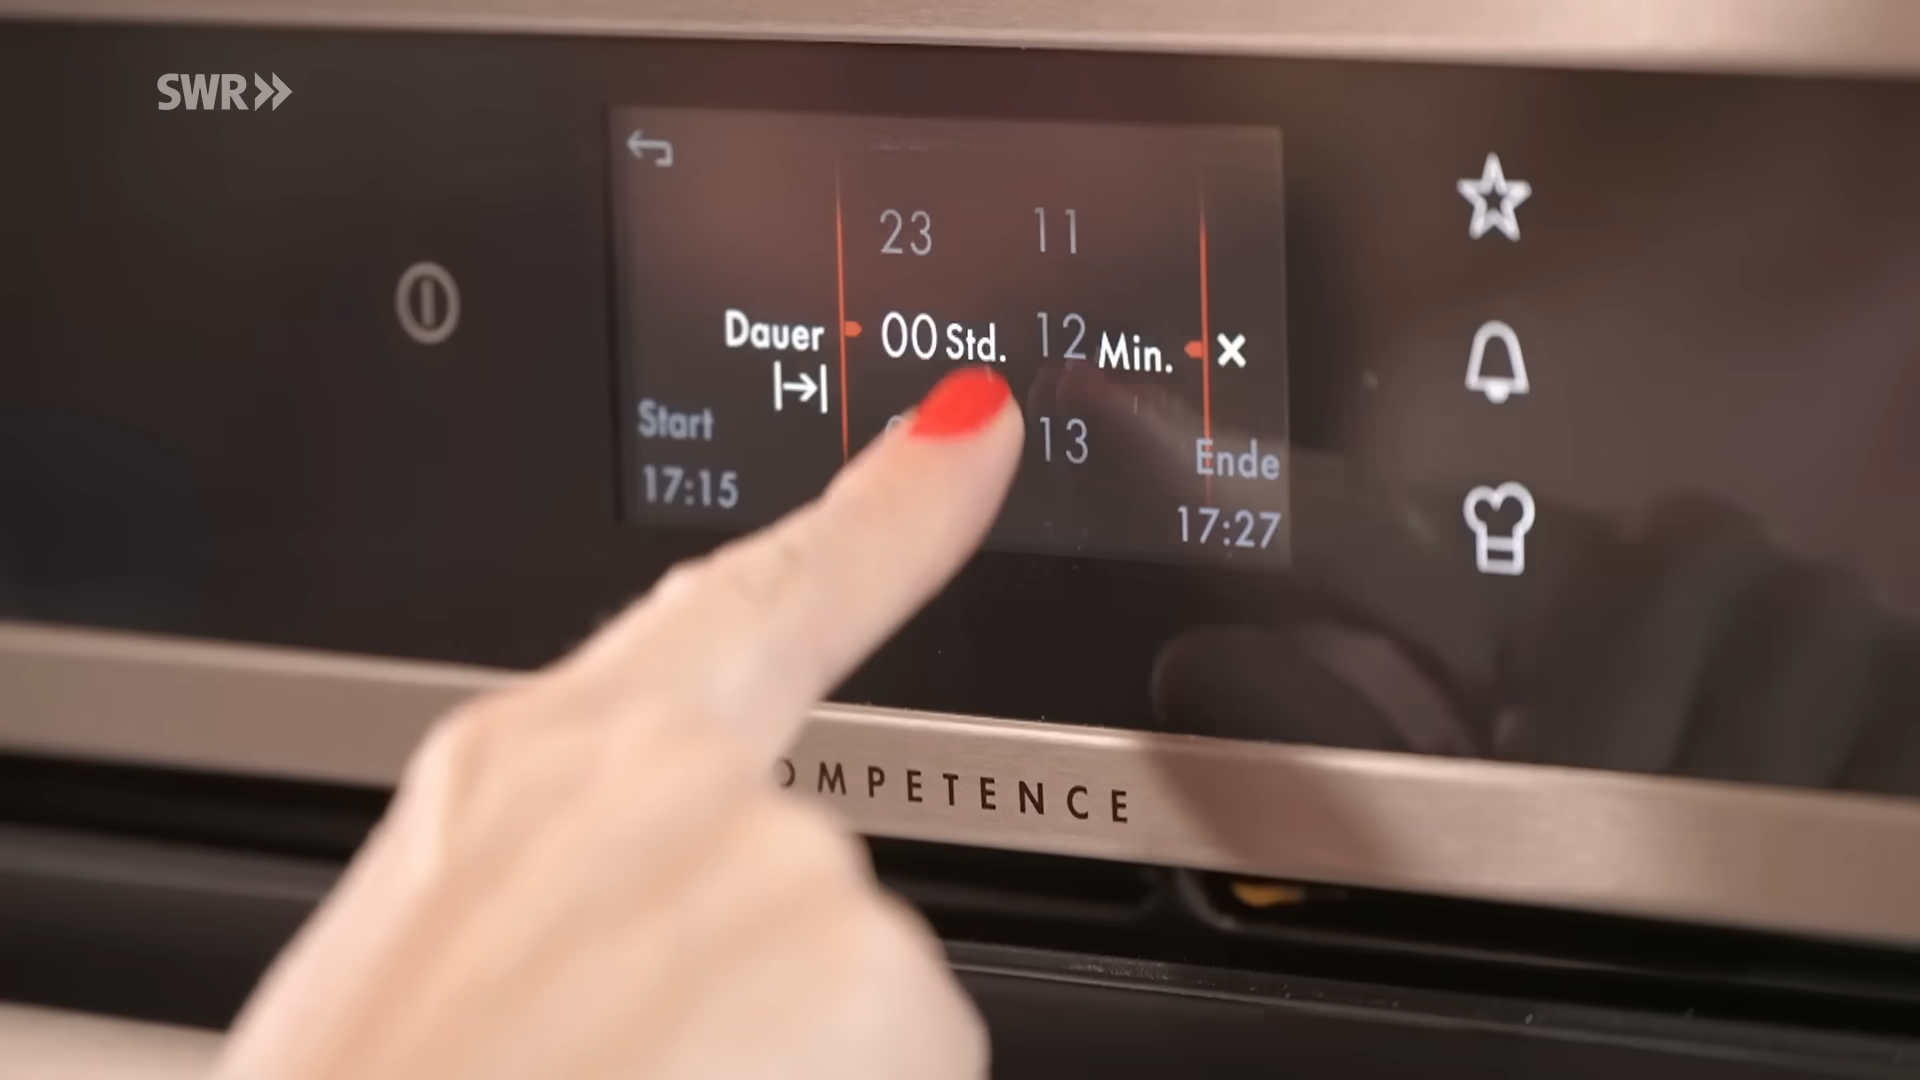 SWR
23 11
Dauer 00 Std. 12 Min.
Start 13 Ende
17:15 17:27
OMPETENCE